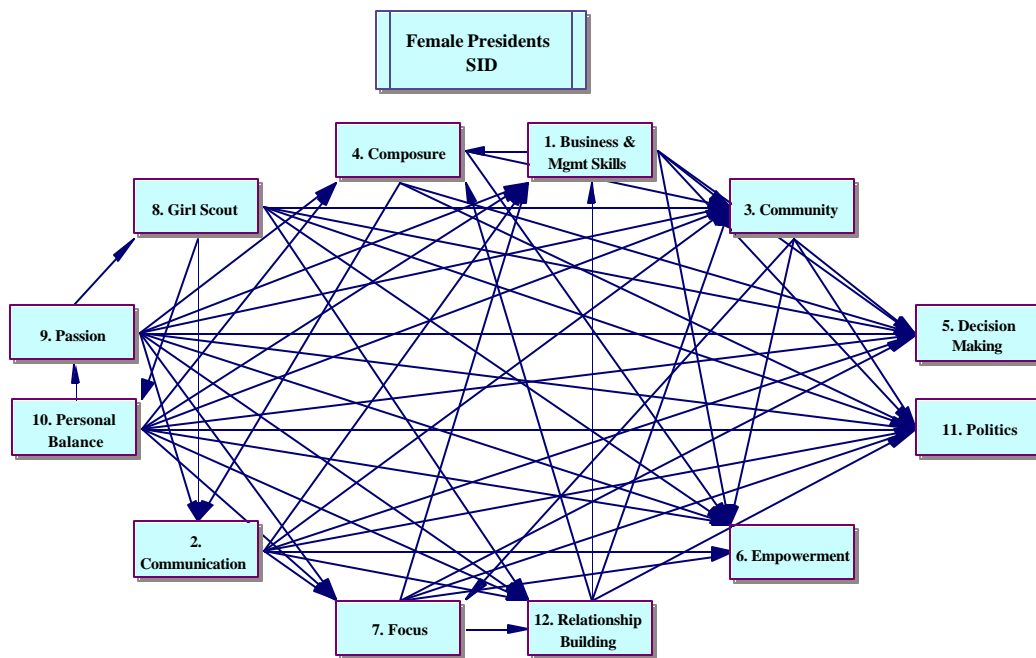 Female Presidents
SID
4. Composure
1. Business &
Mgmt Skills
8. Girl Scout
3. Community
9. Passion
5. Decision
Making
10. Personal
Balance
11. Politics
2.
Communication
6. Empowerment
7. Focus
12. Relationship
Building